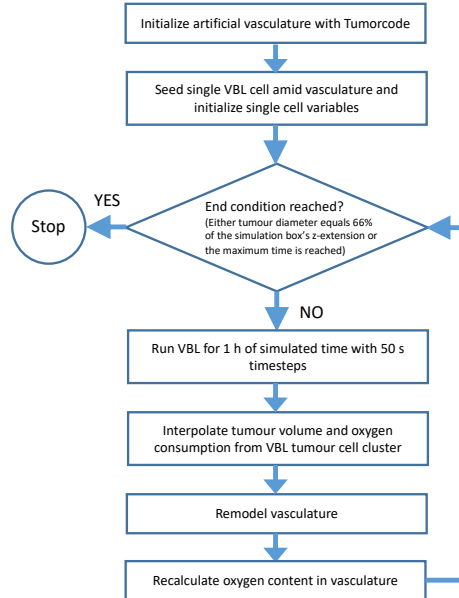 Initialize artificial vasculature with Tumorcode
Seed single VBL cell amid vasculature and
initialize single cell variables
End condition reached?
(Either tumour diameter equals 66%
of the simulation box's z-extension or
the maximum time is reached)
YES
Stop
NO
Run VBL for 1 h of simulated time with 50 s
timesteps
Interpolate tumour volume and oxygen
consumption from VBL tumour cell cluster
Remodel vasculature
Recalculate oxygen content in vasculature